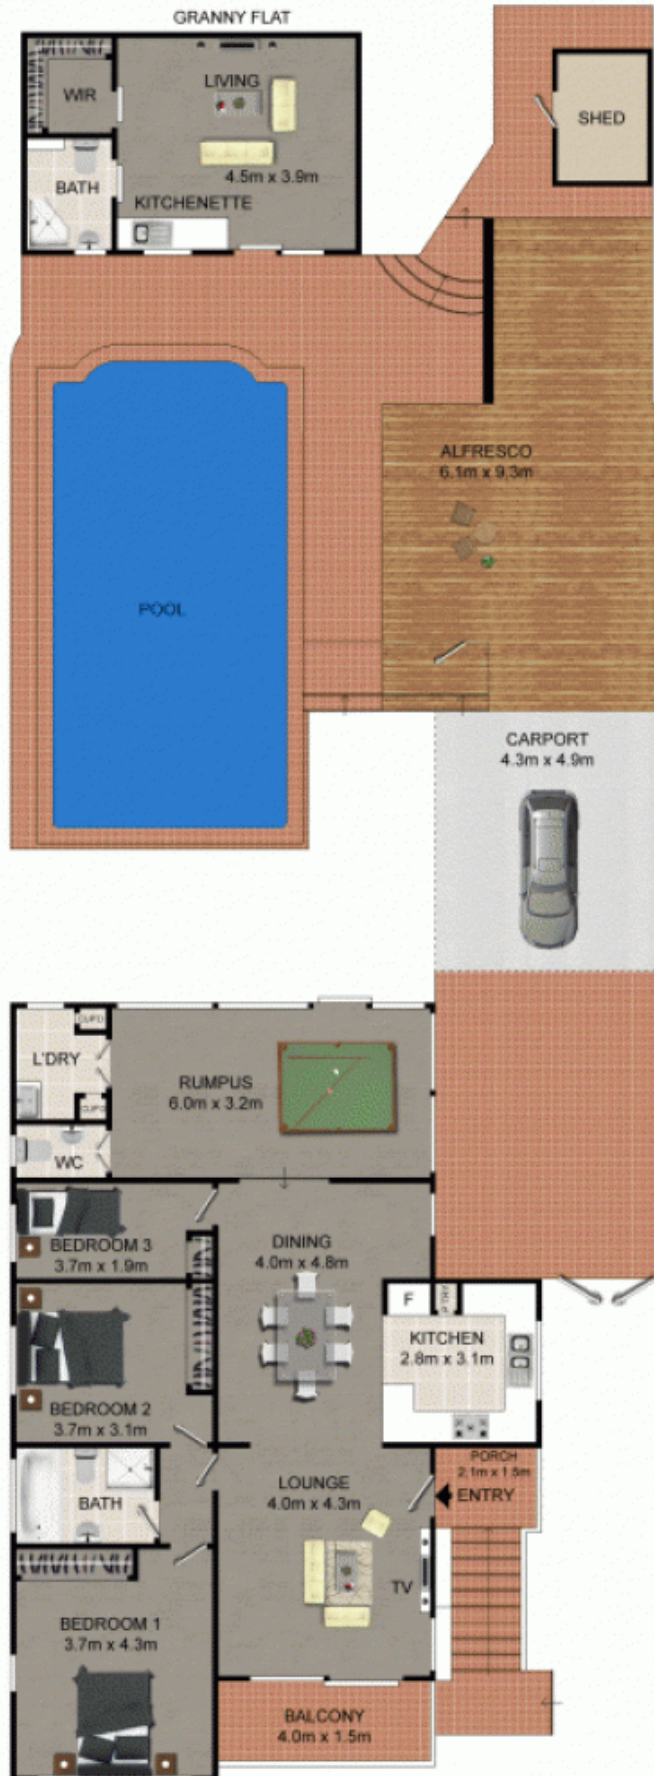 GRANNY FLAT
LIVING
WIR
SHED
4.5m x 3.9m
BATH
KITCHENETTE
ALFRESCO
6.1m x 9.3m
POOL
CARPORT
4.3m x 4.9m
CUP'D
L'DRY
RUMPUS
6.0m x 3.2m
CUP'D
WC
DINING
4.0m x 4.8m
BEDROOM 3
3.7m x 1.9m
F
P'TRY
KITCHEN
2.8m x 3.1m
BEDROOM 2
3.7m x 3.1m
PORCH
2.1m x 1.5m
ENTRY
LOUNGE
4.0m x 4.3m
BATH
TV
BEDROOM 1
3.7m x 4.3m
BALCONY
4.0m x 1.5m